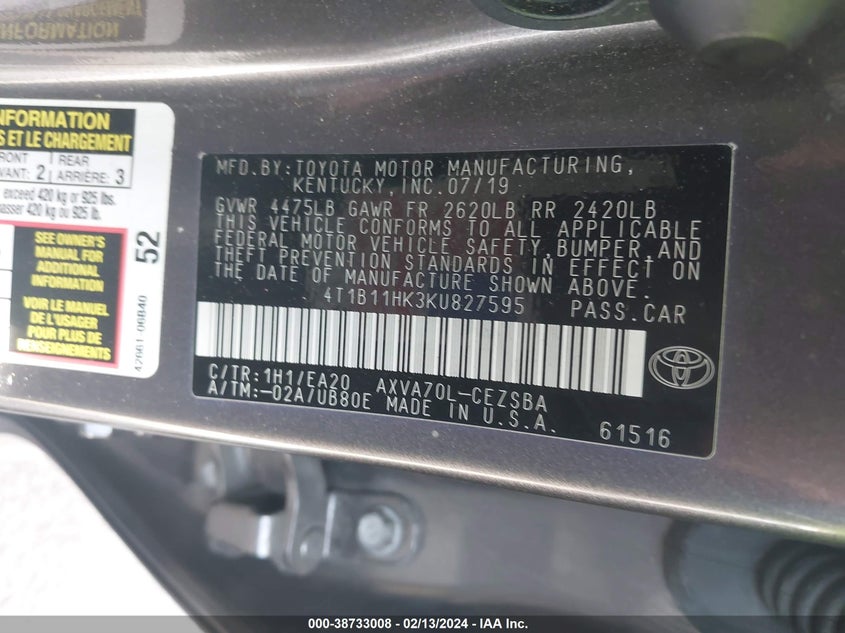 INFORMATION
NFORMATION
S ET LE CHARGEMENT
FRONT
VANT: 2
REAR
ARRIÈRE: 3
exceed 420 kg or 925 lbs.
passer 420 kg ou 925 lb.
SEE OWNER'S
MANUAL FOR
ADDITIONAL
INFORMATION
VOIR LE MANUEL
DE L'USAGER
POUR PLUS DE
RENSEIGNEMENTS
52
42661-06B40
MFD.BY:TOYOTA MOTOR MANUFACTURING,
KENTUCKY,INC.07/19
GVWR 4475LB GAWR FR 2620LB RR 2420LB
THIS VEHICLE CONFORMS TO ALL APPLICABLE
FEDERAL MOTOR VEHICLE SAFETY,BUMPER,AND
THEFT PREVENTION STANDARDS IN EFFECT ON
THE DATE OF MANUFACTURE SHOWN ABOVE.
4T1B11HK3KU827595 PASS.CAR
C/TR:1H1/EA20 AXVA70L-CEZSBA
A/TM:-02A/UB80E MADE IN U.S.A.
61516
000-38733008 - 02/13/2024 - IAA Inc.